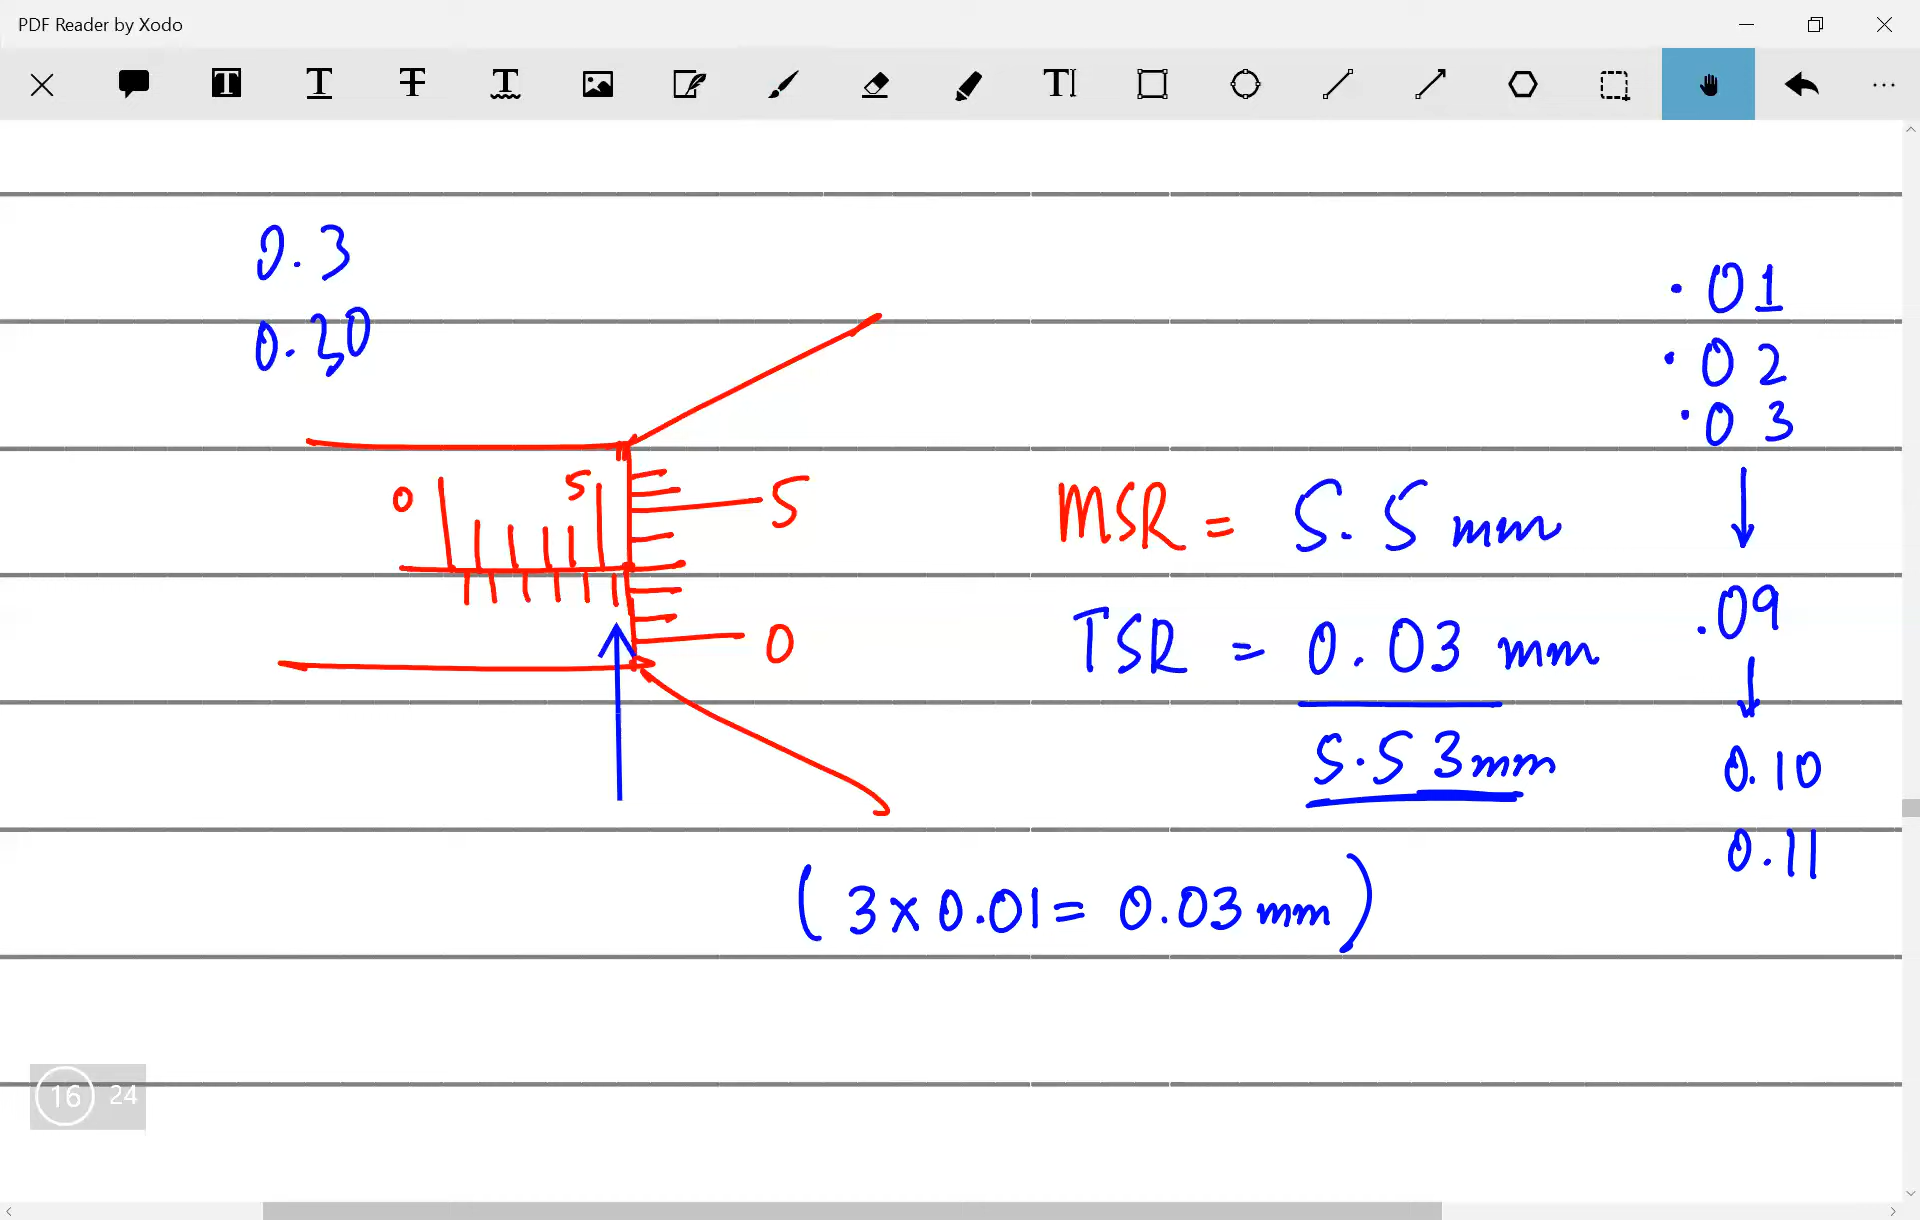 PDF Reader by Xodo
0.3
0.30
.01
.02
.03
0 5 5
MSR = 5.5 mm
.09
TSR = 0.03 mm
0
5.53mm
0.10
0.11
(3x0.01= 0.03mm)
16 24